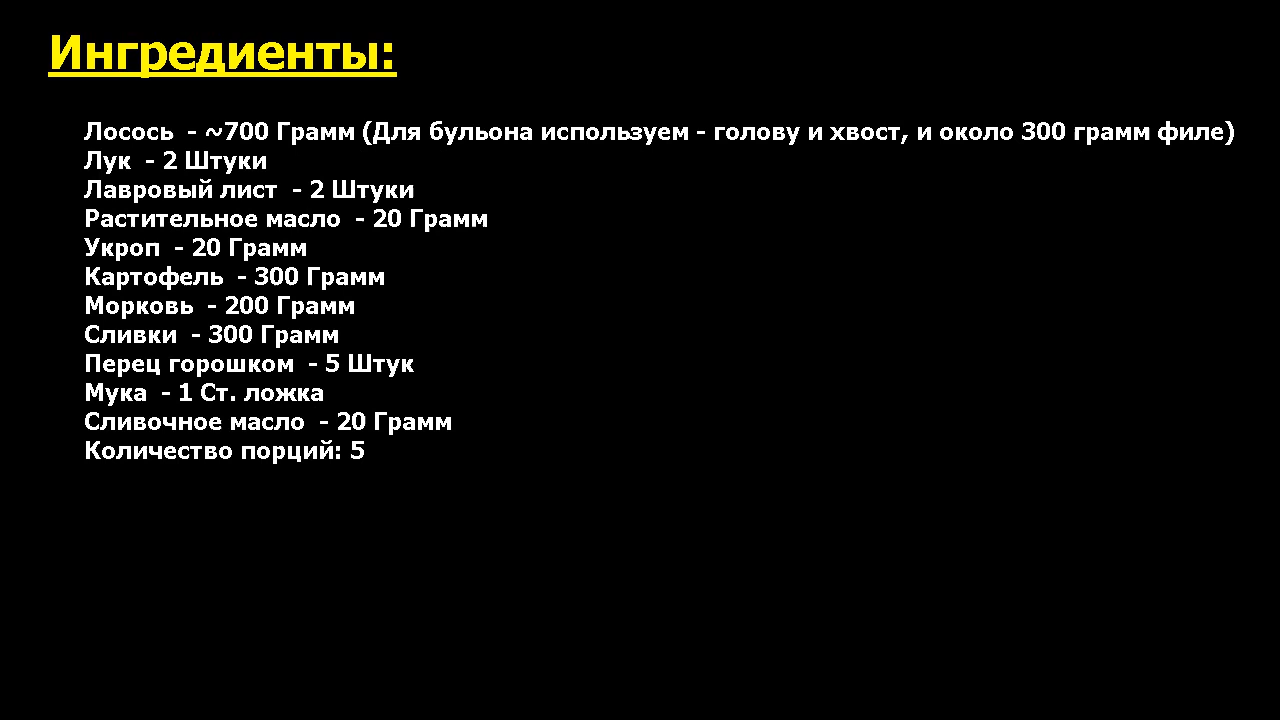 Ингредиенты:
Лосось - ~700 Грамм (Для бульона используем - голову и хвост, и около 300 грамм филе)
Лук - 2 Штуки
Лавровый лист - 2 Штуки
Растительное масло - 20 Грамм
Укроп - 20 Грамм
Картофель - 300 Грамм
Морковь - 200 Грамм
Сливки - 300 Грамм
Перец горошком - 5 Штук
Мука - 1 Ст. ложка
Сливочное масло - 20 Грамм
Количество порций: 5